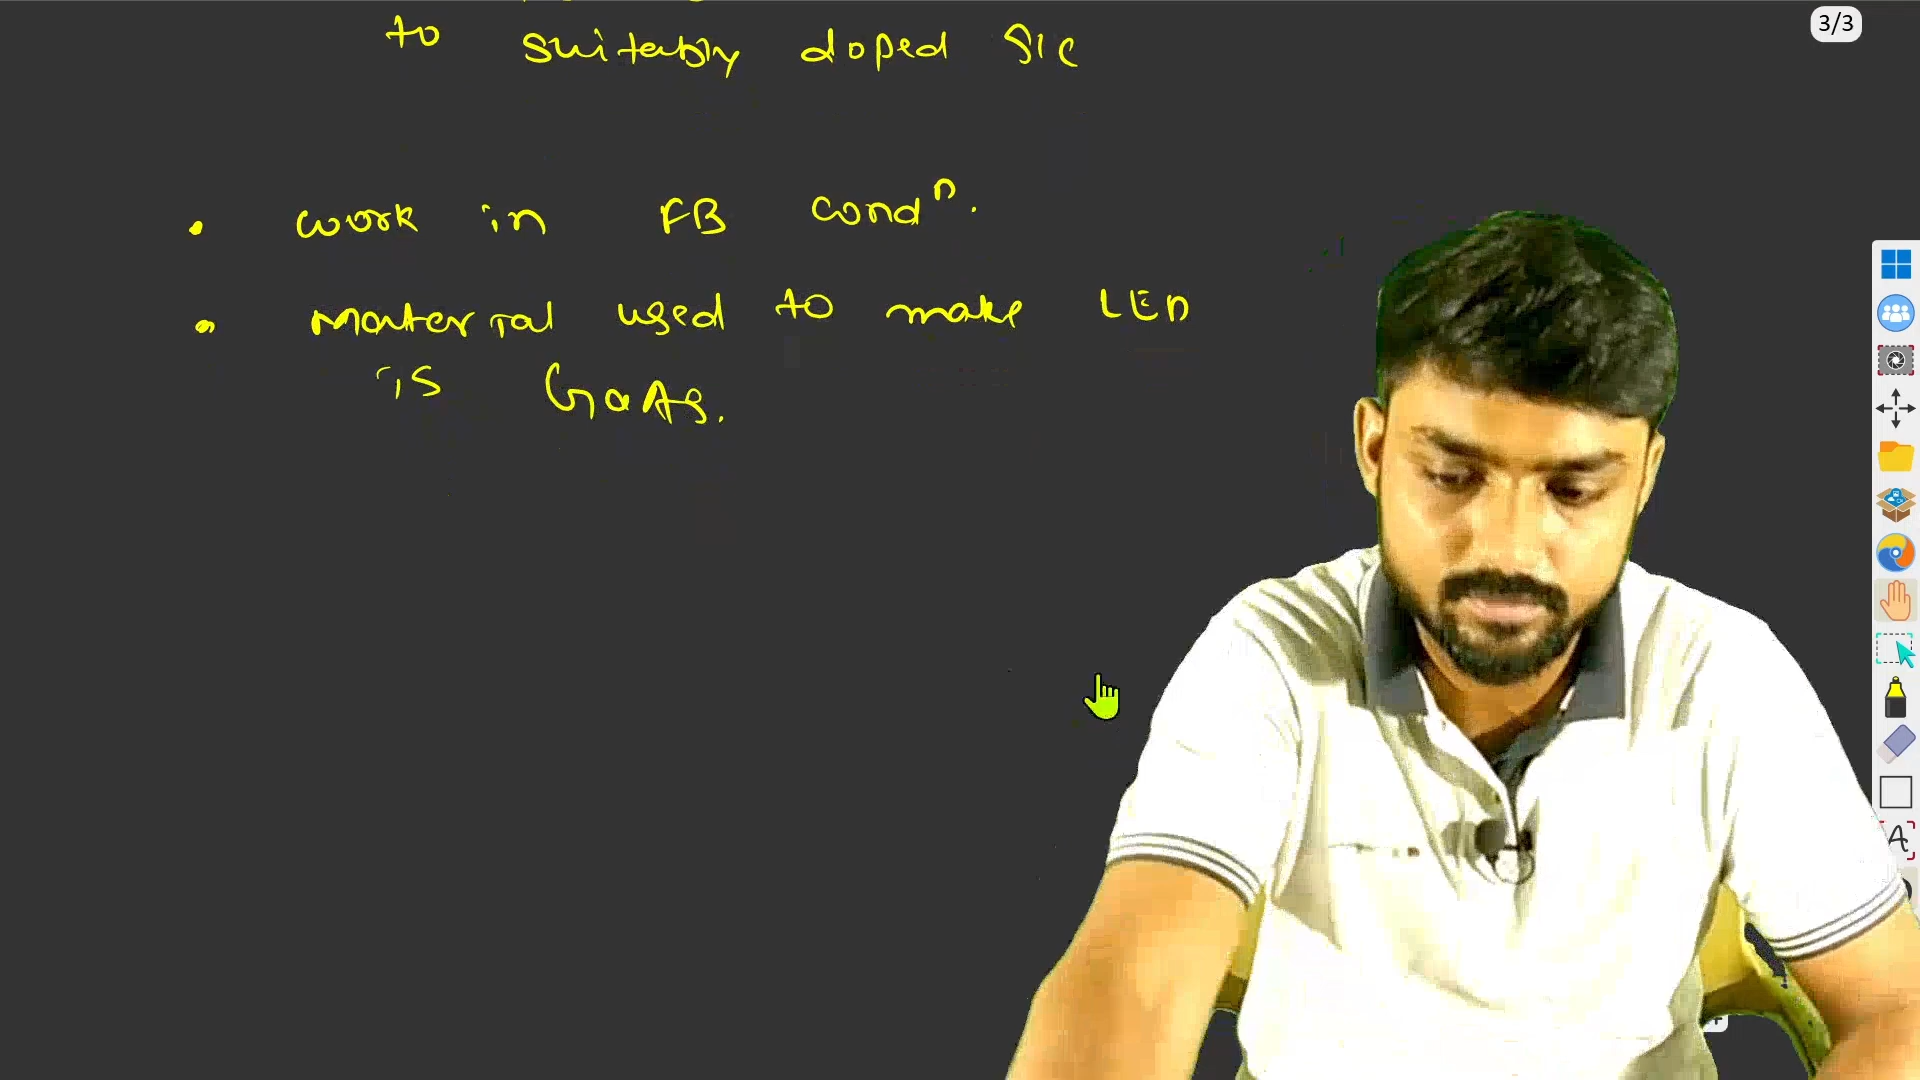 3/3
to suitably doped SiC
• work in FB condⁿ.
• material used to make LED
is GaAs.